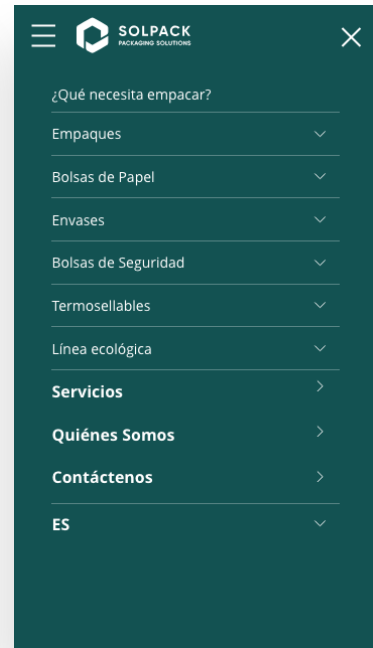 SOLPACK
PACKAGING SOLUTIONS
¿Qué necesita empacar?
Empaques
Bolsas de Papel
Envases
Bolsas de Seguridad
Termosellables
Línea ecológica
Servicios
Quiénes Somos
Contáctenos
ES